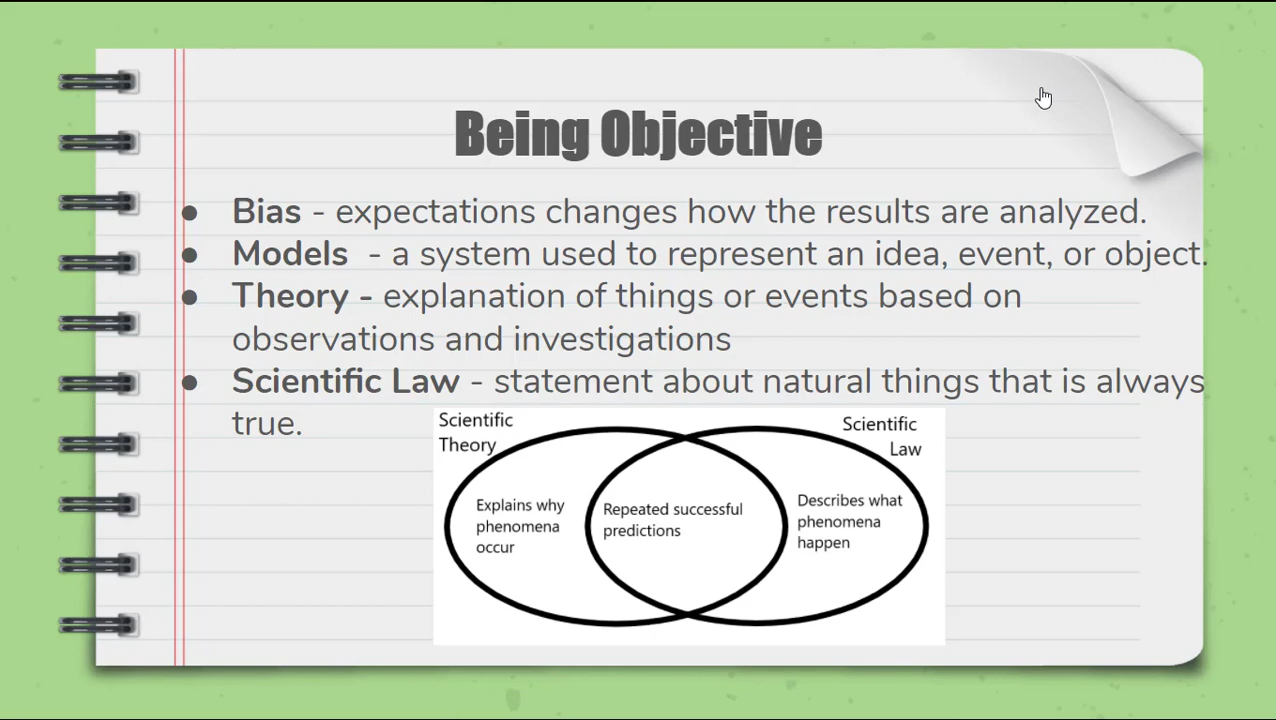 Being Objective
● Bias - expectations changes how the results are analyzed.
● Models - a system used to represent an idea, event, or object.
● Theory - explanation of things or events based on
observations and investigations
● Scientific Law - statement about natural things that is always
true.
Scientific
Theory
Scientific
Law
Explains why
phenomena
occur
Repeated successful
predictions
Describes what
phenomena
happen